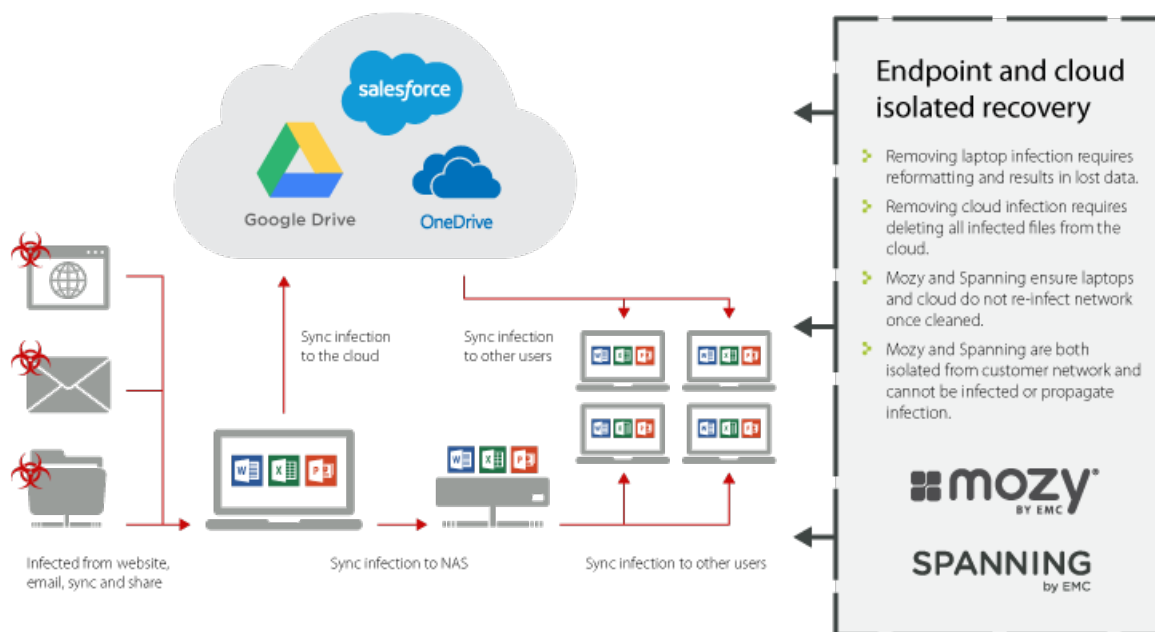 salesforce
Google Drive
OneDrive
Sync infection
to the cloud
Sync infection
to other users
W X P
W X P
W X P
W X P
W X P
W X P
Infected from website,
email, sync and share
Sync infection to NAS
Sync infection to other users
Endpoint and cloud
isolated recovery
Removing laptop infection requires
reformatting and results in lost data.
Removing cloud infection requires
deleting all infected files from the
cloud.
Mozy and Spanning ensure laptops
and cloud do not re-infect network
once cleaned.
Mozy and Spanning are both
isolated from customer network and
cannot be infected or propagate
infection.
mozy®
BY EMC
SPANNING
by EMC